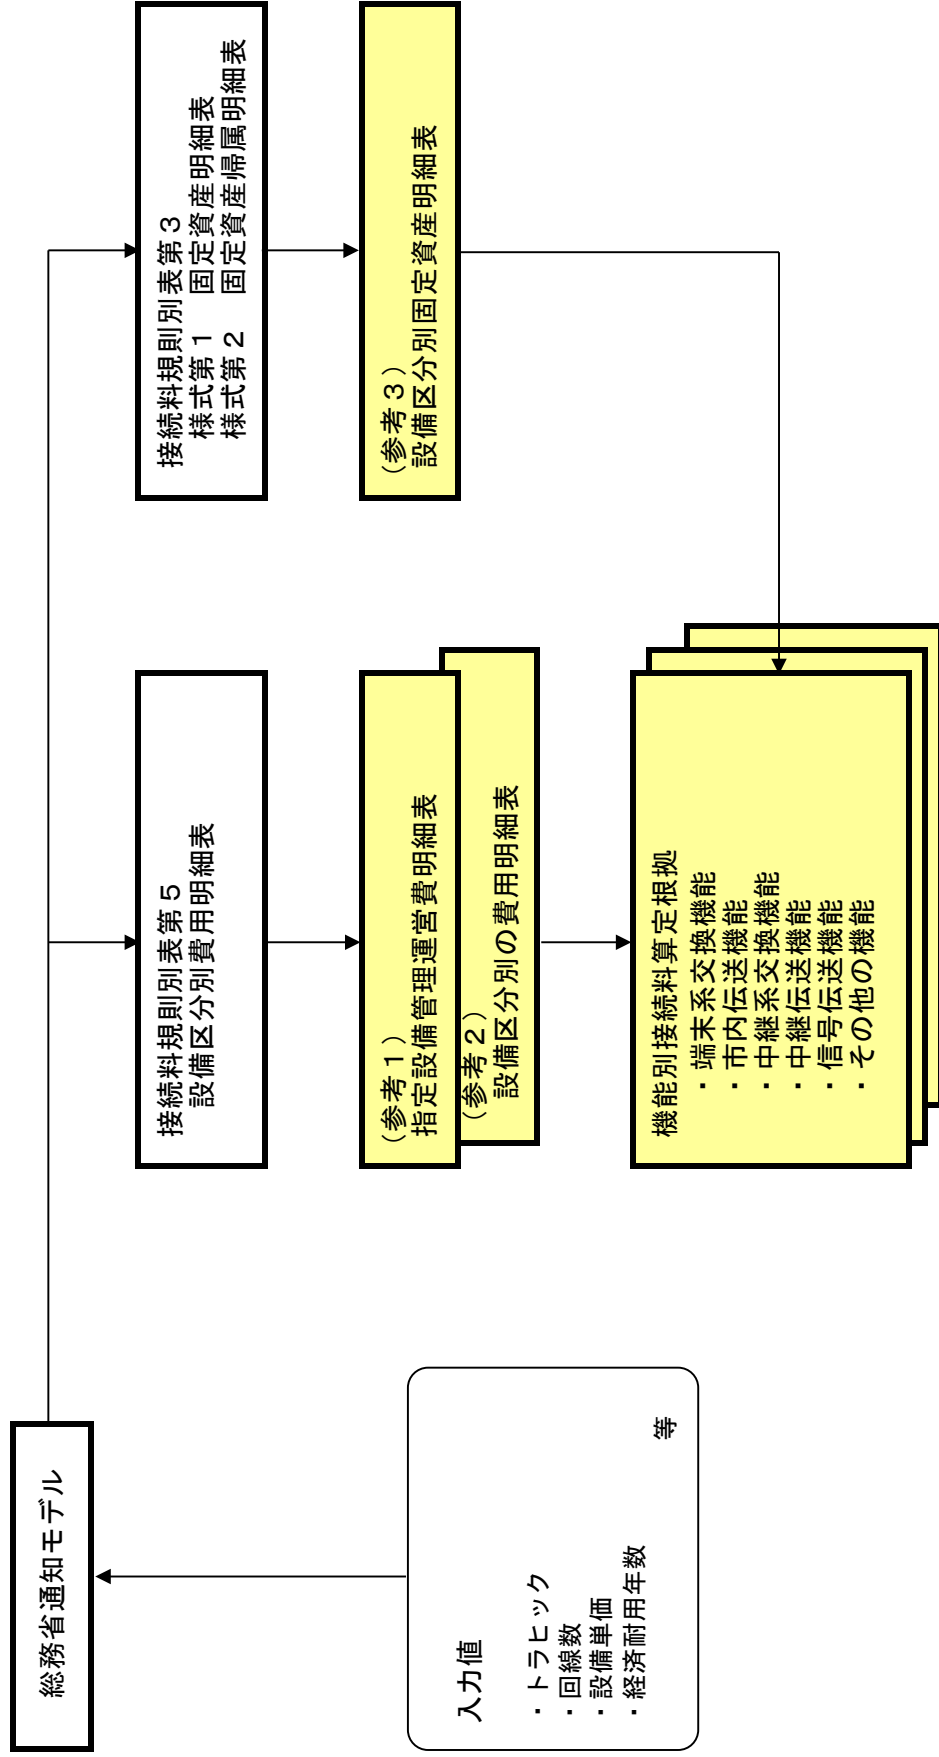 総務省通知モデル
入力値
・トラヒック
・回線数
・設備単価
・経済耐用年数
等
接続料規則別表第５
設備区分別費用明細表
（参考１）
指定設備管理運営費明細表
（参考２）
設備区分別の費用明細表
機能別接続料算定根拠
・端末系交換機能
・市内伝送機能
・中継系交換機能
・中継伝送機能
・信号伝送機能
・その他の機能
接続料規則別表第３
様式第１　固定資産明細表
様式第２　固定資産帰属明細表
（参考３）
設備区分別固定資産明細表